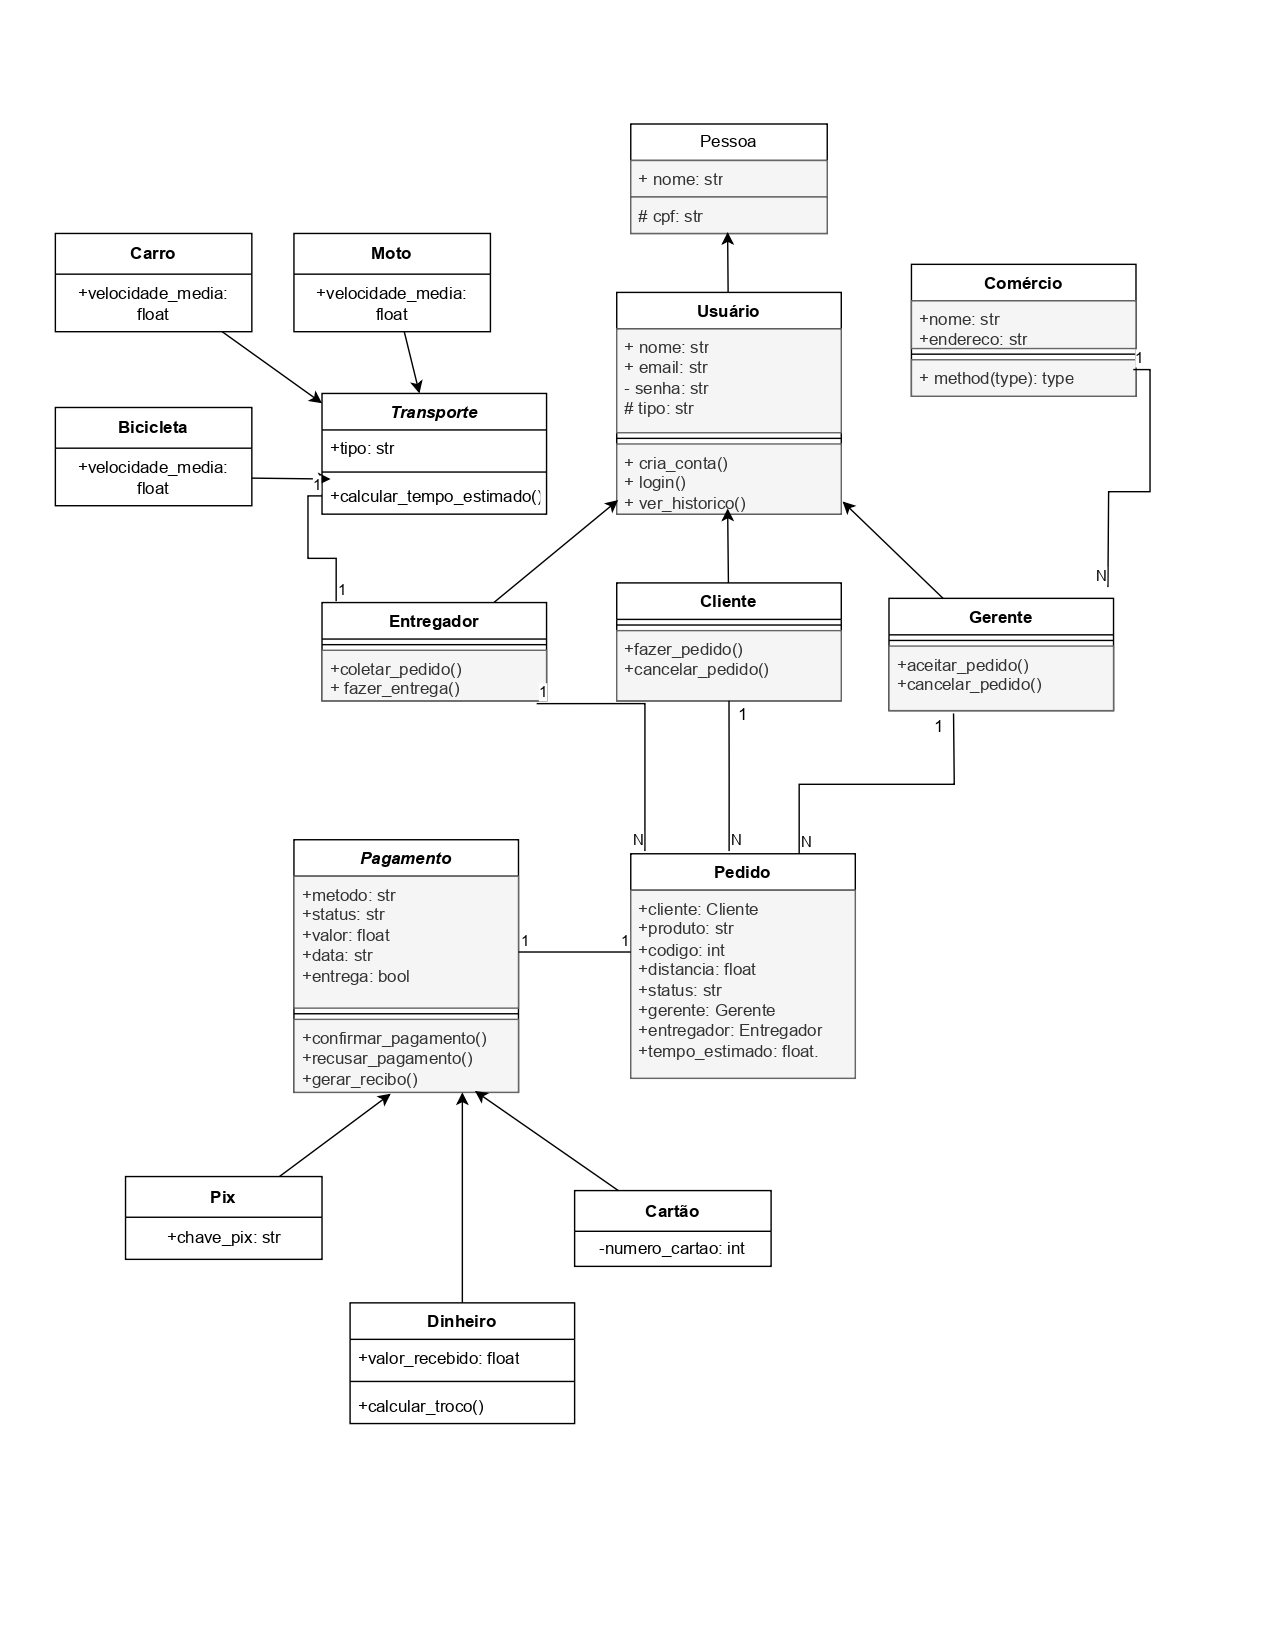 Pessoa
+ nome: str
# cpf: str
Carro
+velocidade_media:
float
Moto
+velocidade_media:
float
Usuário
+ nome: str
+ email: str
- senha: str
# tipo: str
+ cria_conta()
+ login()
+ ver_historico()
Comércio
+nome: str
+endereco: str
+ method(type): type
1
N
Bicicleta
+velocidade_media:
float
Transporte
+tipo: str
+calcular_tempo_estimado()
1
1
Entregador
+coletar_pedido()
+ fazer_entrega()
1
N
Cliente
+fazer_pedido()
+cancelar_pedido()
1
N
Gerente
+aceitar_pedido()
+cancelar_pedido()
1
N
Pagamento
+metodo: str
+status: str
+valor: float
+data: str
+entrega: bool
+confirmar_pagamento()
+recusar_pagamento()
+gerar_recibo()
1
1
Pedido
+cliente: Cliente
+produto: str
+codigo: int
+distancia: float
+status: str
+gerente: Gerente
+entregador: Entregador
+tempo_estimado: float.
Pix
+chave_pix: str
Cartão
-numero_cartao: int
Dinheiro
+valor_recebido: float
+calcular_troco()